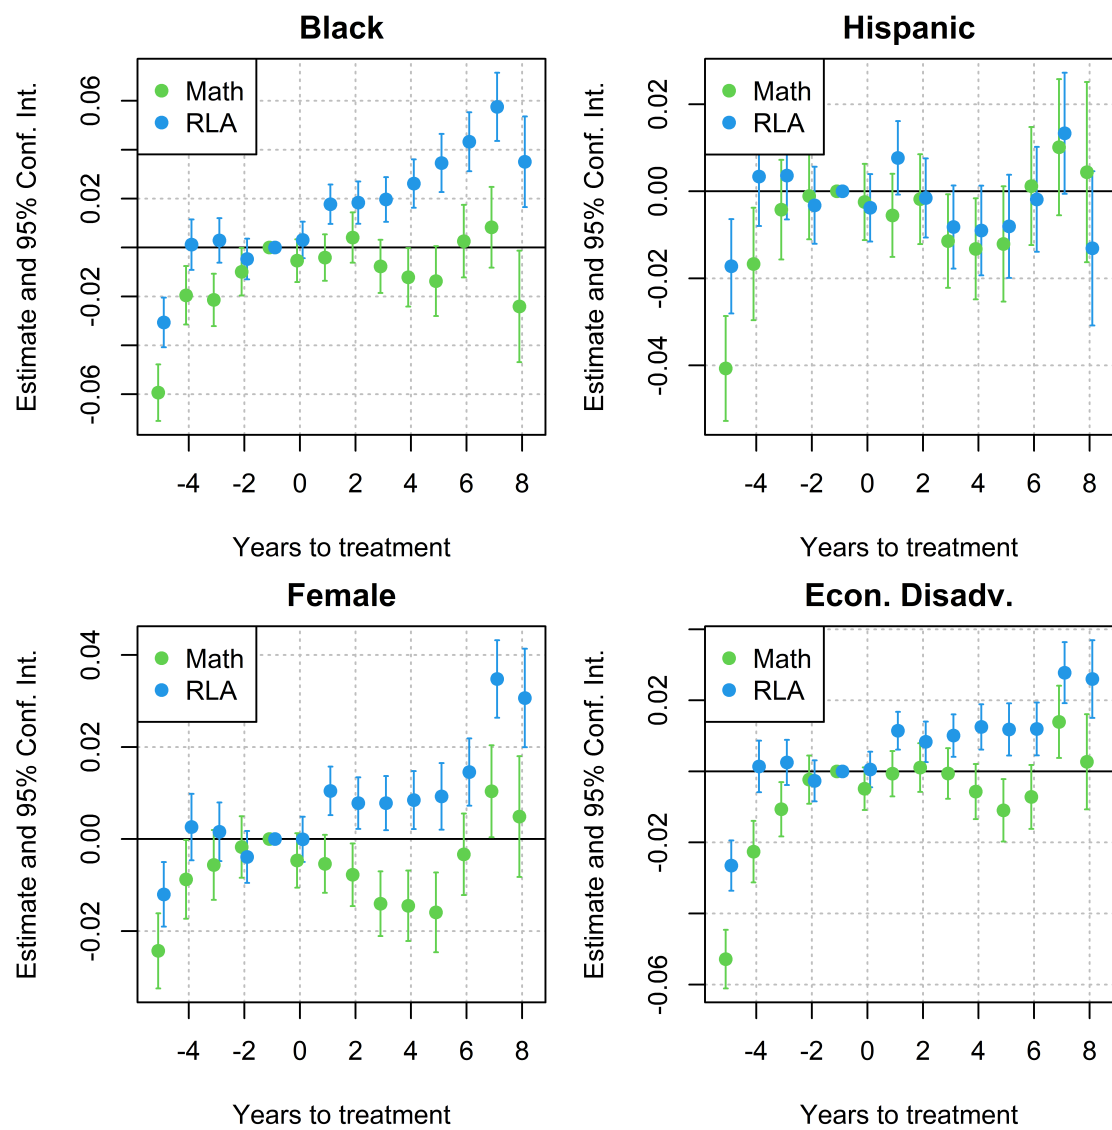 Black
Math
RLA
Estimate and 95% Conf. Int.
0.06
0.02
-0.02
-0.06
-4 -2 0 2 4 6 8
Years to treatment
Hispanic
Math
RLA
Estimate and 95% Conf. Int.
0.02
0.00
-0.02
-0.04
-4 -2 0 2 4 6 8
Years to treatment
Female
Math
RLA
Estimate and 95% Conf. Int.
0.04
0.02
0.00
-0.02
-4 -2 0 2 4 6 8
Years to treatment
Econ. Disadv.
Math
RLA
Estimate and 95% Conf. Int.
0.02
-0.02
-0.06
-4 -2 0 2 4 6 8
Years to treatment